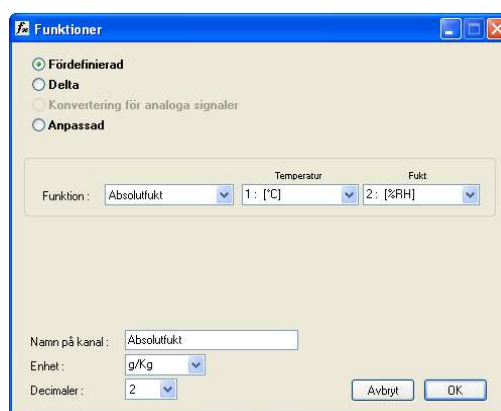 Funktioner
Fördefinierad
Delta
Konvertering för analoga signaler
Anpassad
Temperatur Fukt
Funktion : Absolutfukt 1 : [°C] 2 : [%RH]
Namn på kanal : Absolutfukt
Enhet : g/Kg
Decimaler : 2
Avbryt OK